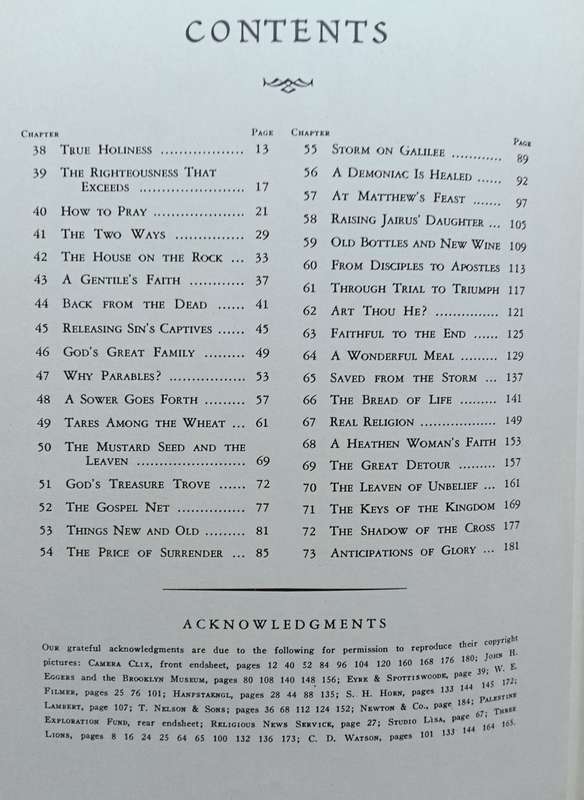 CONTENTS
CHAPTER PAGE
38 TRUE HOLINESS .................. 13
39 THE RIGHTEOUSNESS THAT
EXCEEDS ...................... 17
40 HOW TO PRAY ................... 21
41 THE TWO WAYS ............... 29
42 THE HOUSE ON THE ROCK ... 33
43 A GENTILE'S FAITH ............ 37
44 BACK FROM THE DEAD ........ 41
45 RELEASING SIN'S CAPTIVES ...... 45
46 GOD'S GREAT FAMILY ......... 49
47 WHY PARABLES? ................ 53
48 A SOWER GOES FORTH ......... 57
49 TARES AMONG THE WHEAT ... 61
50 THE MUSTARD SEED AND THE
LEAVEN ....................... 69
51 GOD'S TREASURE TROVE ...... 72
52 THE GOSPEL NET ............... 77
53 THINGS NEW AND OLD ......... 81
54 THE PRICE OF SURRENDER ... 85
CHAPTER PAGE
55 STORM ON GALILEE ............ 89
56 A DEMONIAC IS HEALED ...... 92
57 AT MATTHEW'S FEAST ...... 97
58 RAISING JAIRUS' DAUGHTER ... 105
59 OLD BOTTLES AND NEW WINE 109
60 FROM DISCIPLES TO APOSTLES 113
61 THROUGH TRIAL TO TRIUMPH 117
62 ART THOU HE? ............... 121
63 FAITHFUL TO THE END ...... 125
64 A WONDERFUL MEAL ......... 129
65 SAVED FROM THE STORM ... 137
66 THE BREAD OF LIFE ......... 141
67 REAL RELIGION .................. 149
68 A HEATHEN WOMAN'S FAITH 153
69 THE GREAT DETOUR ......... 157
70 THE LEAVEN OF UNBELIEF ... 161
71 THE KEYS OF THE KINGDOM 169
72 THE SHADOW OF THE CROSS 177
73 ANTICIPATIONS OF GLORY ... 181
ACKNOWLEDGMENTS
OUR grateful acknowledgments are due to the following for permission to reproduce their copyright
pictures: CAMERA CLIX, front endsheet, pages 12 40 52 84 96 104 120 160 168 176 180; JOHN H.
EGGERS and the BROOKLYN MUSEUM, pages 80 108 140 148 156; EYRE & SPOTTISWOODE, page 39; W. E.
FILMER, pages 25 76 101; HANFSTAENGL, pages 28 44 88 135; S. H. HORN, pages 133 144 145 172;
LAMBERT, page 107; T. NELSON & SONS; pages 36 68 112 124 152; NEWTON & CO., page 184; PALESTINE
EXPLORATION FUND, rear endsheet; RELIGIOUS NEWS SERVICE, page 27; STUDIO LISA, page 67; THREE
LIONS, pages 8 16 24 25 64 65 100 132 136 173; C. D. WATSON, pages 101 133 144 164 165.